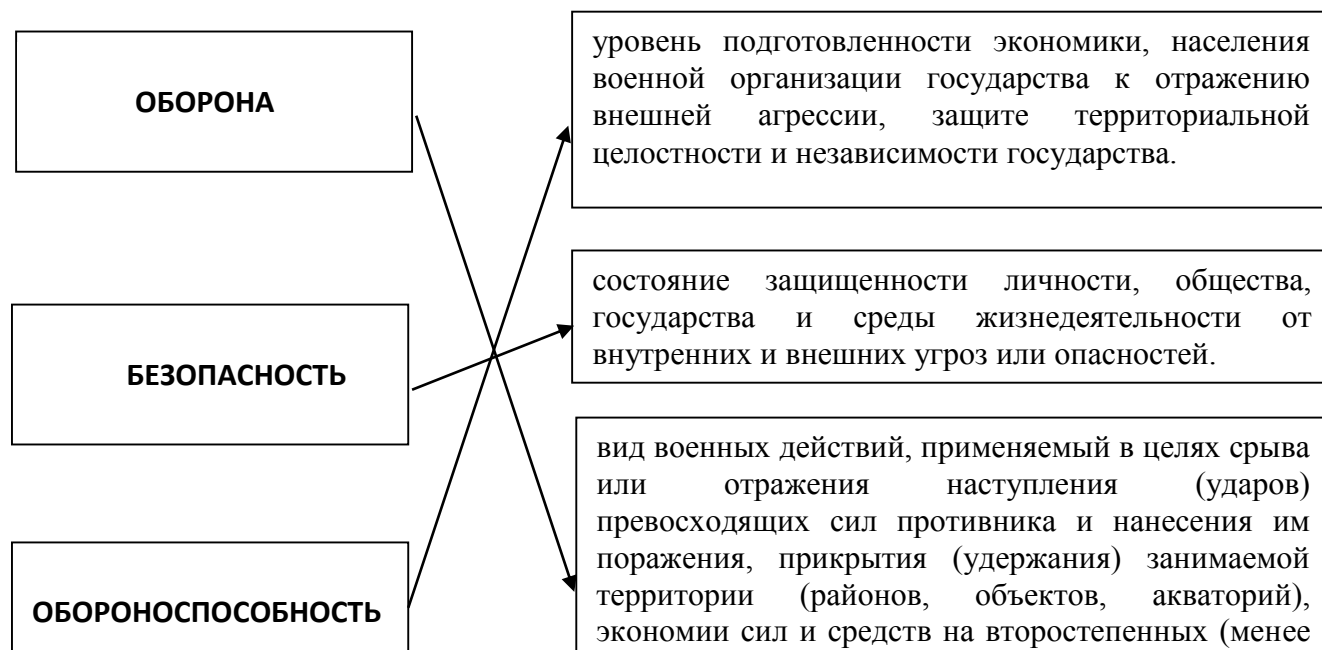 ОБОРОНА
уровень подготовленности экономики, населения
военной организации государства к отражению
внешней агрессии, защите территориальной
целостности и независимости государства.
БЕЗОПАСНОСТЬ
состояние защищенности личности, общества,
государства и среды жизнедеятельности от
внутренних и внешних угроз или опасностей.
ОБОРОНОСПОСОБНОСТЬ
вид военных действий, применяемый в целях срыва
или отражения наступления (ударов)
превосходящих сил противника и нанесения им
поражения, прикрытия (удержания) занимаемой
территории (районов, объектов, акваторий),
экономии сил и средств на второстепенных (менее